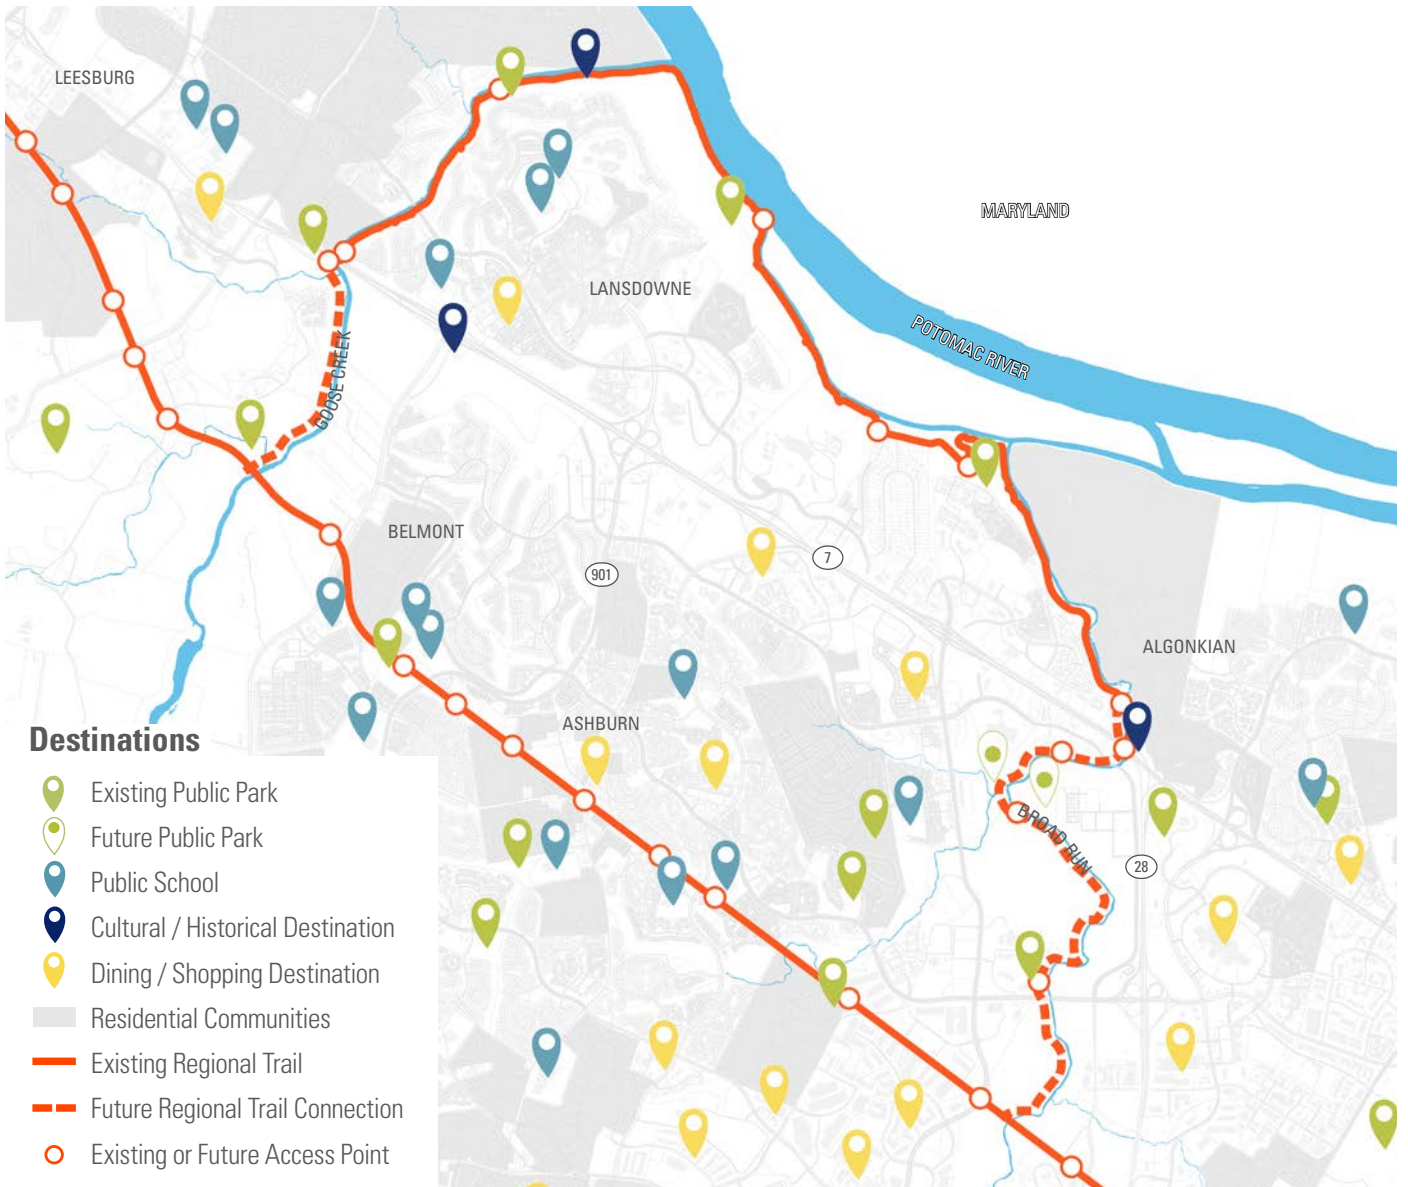 LEESBURG
MARYLAND
LANSDOWNE
POTOMAC RIVER
GOOSE CREEK
BELMONT
7
901
ALGONKIAN
ASHBURN
BROAD RUN
28
Destinations
Existing Public Park
Future Public Park
Public School
Cultural / Historical Destination
Dining / Shopping Destination
Residential Communities
Existing Regional Trail
Future Regional Trail Connection
Existing or Future Access Point